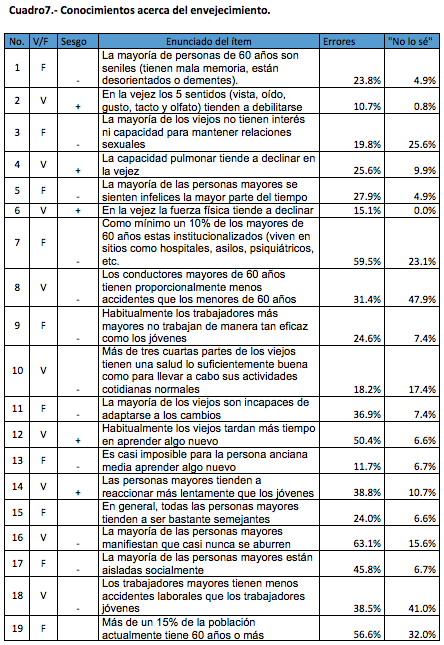 Cuadro7.- Conocimientos acerca del envejecimiento.
No. V/F Sesgo Enunciado del ítem Errores "No lo sé"
La mayoría de personas de 60 años son
1 F seniles (tienen mala memoria, están
- desorientados o dementes). 23.8% 4.9%
2 V En la vejez los 5 sentidos (vista, oído,
+ gusto, tacto y olfato) tienden a debilitarse 10.7% 0.8%
La mayoría de los viejos no tienen interés
3 F ni capacidad para mantener relaciones
- sexuales 19.8% 25.6%
4 V La capacidad pulmonar tiende a declinar en
+ la vejez 25.6% 9.9%
5 F La mayoría de las personas mayores se
- sienten infelices la mayor parte del tiempo 27.9% 4.9%
6 V + En la vejez la fuerza física tiende a declinar 15.1% 0.0%
Como mínimo un 10% de los mayores de
60 años estas institucionalizados (viven en
7 F sitios como hospitales, asilos, psiquiátricos,
- etc. 59.5% 23.1%
Los conductores mayores de 60 años
8 V tienen proporcionalmente menos
- accidentes que los menores de 60 años 31.4% 47.9%
Habitualmente los trabajadores más
9 F mayores no trabajan de manera tan eficaz
- como los jóvenes 24.6% 7.4%
Más de tres cuartas partes de los viejos
tienen una salud lo suficientemente buena
10 V como para llevar a cabo sus actividades
- cotidianas normales 18.2% 17.4%
11 F La mayoría de los viejos son incapaces de
- adaptarse a los cambios 36.9% 7.4%
12 V Habitualmente los viejos tardan más tiempo
+ en aprender algo nuevo 50.4% 6.6%
13 F Es casi imposible para la persona anciana
- media aprender algo nuevo 11.7% 6.7%
14 V Las personas mayores tienden a
+ reaccionar más lentamente que los jóvenes 38.8% 10.7%
15 F En general, todas las personas mayores
- tienden a ser bastante semejantes 24.0% 6.6%
16 V La mayoría de las personas mayores
- manifiestan que casi nunca se aburren 63.1% 15.6%
17 F La mayoría de las personas mayores están
- aisladas socialmente 45.8% 6.7%
Los trabajadores mayores tienen menos
18 V accidentes laborales que los trabajadores
- jóvenes 38.5% 41.0%
19 F Más de un 15% de la población
- actualmente tiene 60 años o más 56.6% 32.0%